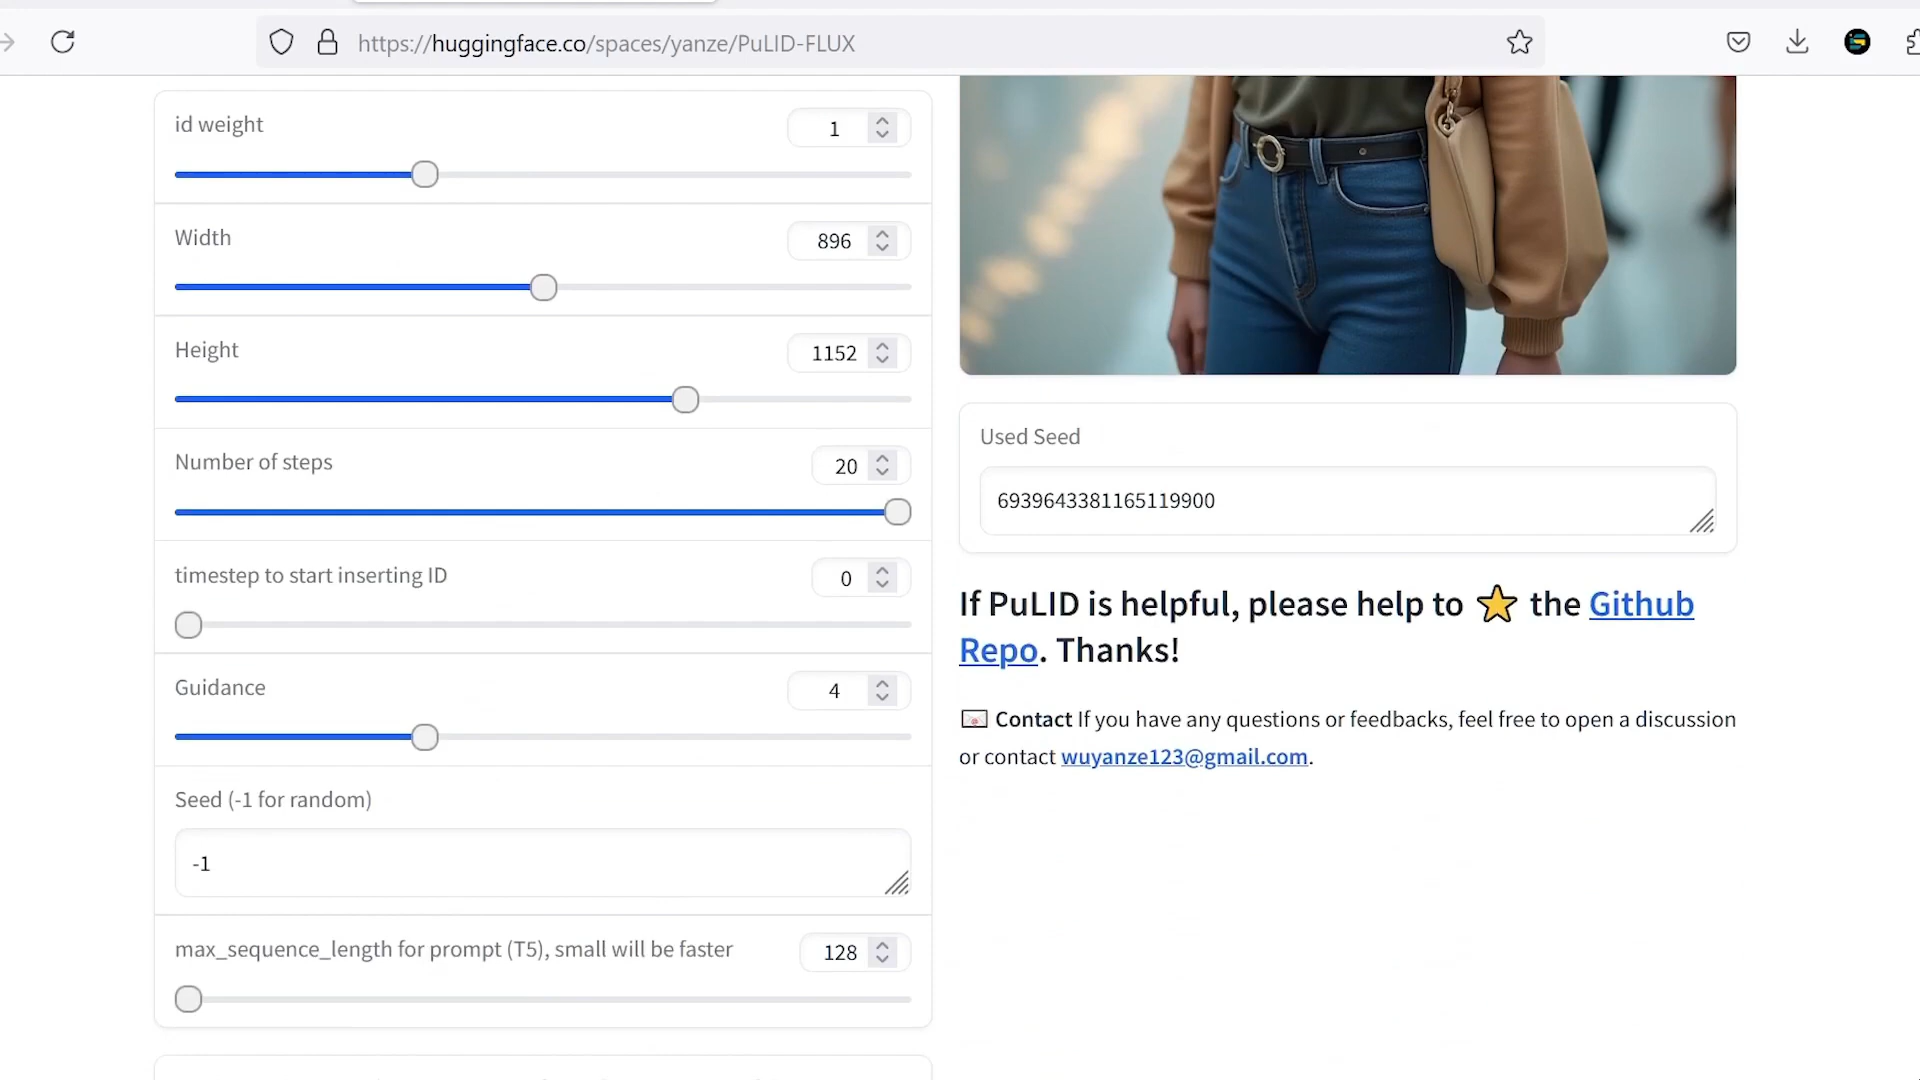 https://huggingface.co/spaces/yanze/PuLID-FLUX
id weight
1
Width
896
Height
1152
Number of steps
20
timestep to start inserting ID
0
Guidance
4
Seed (-1 for random)
-1
max_sequence_length for prompt (T5), small will be faster
128
Used Seed
6939643381165119900
If PuLID is helpful, please help to ⭐ the Github
Repo. Thanks!
💌 Contact If you have any questions or feedbacks, feel free to open a discussion
or contact wuyanze123@gmail.com.